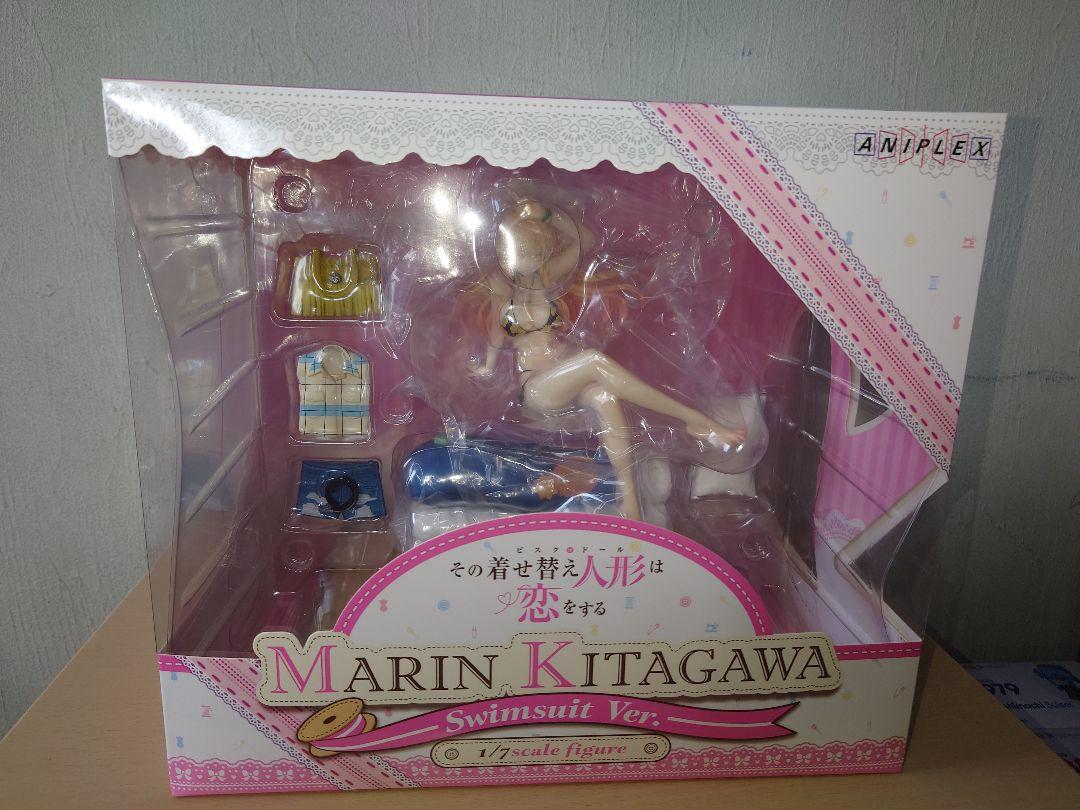 ANIPLEX
ビスク・ドール
その着せ替え人形は
恋をする
MARIN KITAGAWA
Swimsuit Ver.
1/7 scale figure